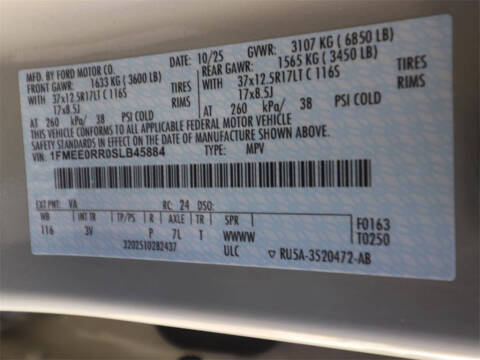 MFD. BY FORD MOTOR CO.
DATE: 10/25 GVWR: 3107 KG (6850 LB)
FRONT GAWR: 1633 KG (3600 LB) REAR GAWR: 1565 KG (3450 LB)
WITH 37x12.5R17LT C 116S TIRES WITH 37x12.5R17LT C 116S TIRES
17x8.5J RIMS 17x8.5J RIMS
AT 260 kPa/ 38 PSI COLD AT 260 kPa/ 38 PSI COLD
THIS VEHICLE CONFORMS TO ALL APPLICABLE FEDERAL MOTOR VEHICLE
SAFETY STANDARDS IN EFFECT ON THE DATE OF MANUFACTURE SHOWN ABOVE.
VIN: 1FMEE0RR0SLB45884 TYPE: MPV
EXT PNT: VA RC: 24 DSO:
WB INT TR TP/PS R AXLE TR SPR
116 3V P 7L T WWWW
3202510282437 ULC
F0163
T0250
RU5A-3520472-AB